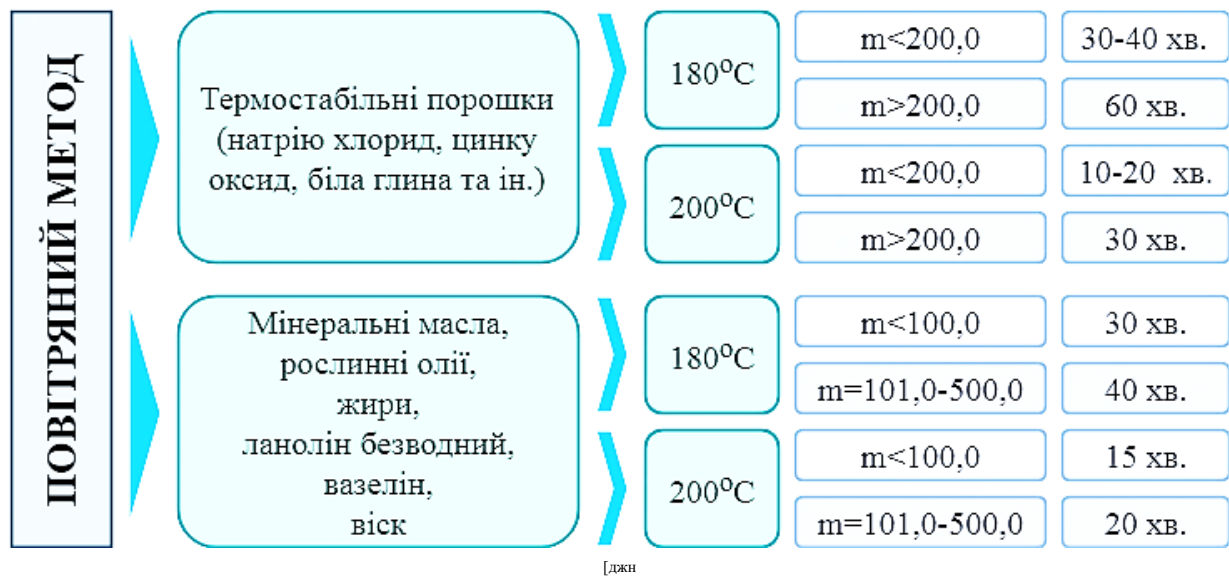 ПОВІТРЯНИЙ МЕТОД
Термостабільні порошки
(натрію хлорид, цинку
оксид, біла глина та ін.)
180°С
m<200,0
30-40 хв.
m>200,0
60 хв.
200°С
m<200,0
10-20 хв.
m>200,0
30 хв.
Мінеральні масла,
рослинні олії,
жири,
ланолін безводний,
вазелін,
віск
180°С
m<100,0
30 хв.
m=101,0-500,0
40 хв.
200°С
m<100,0
15 хв.
m=101,0-500,0
20 хв.
[джн